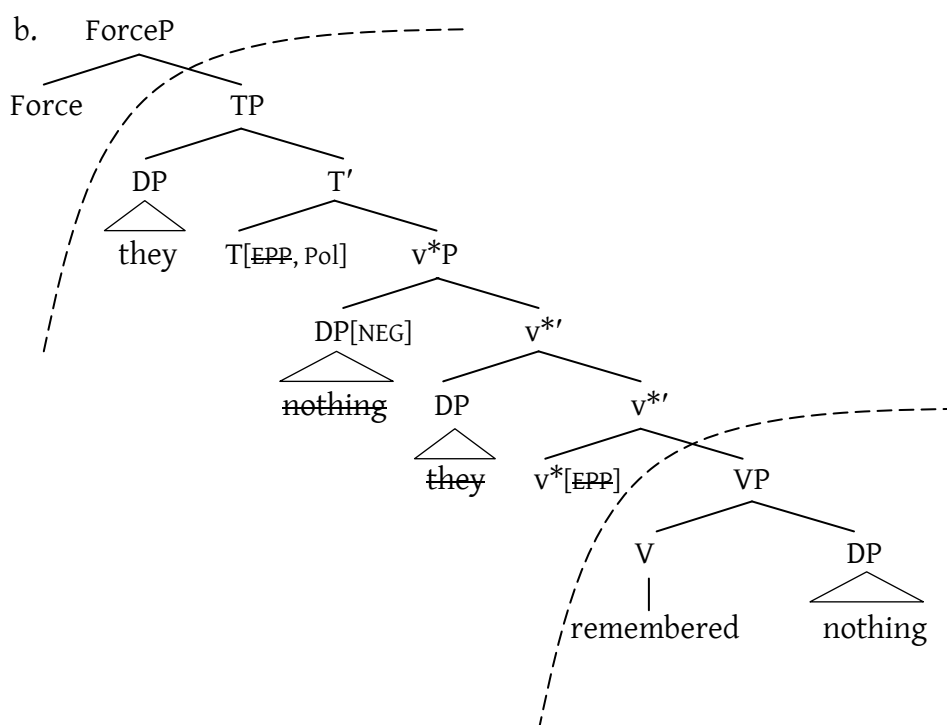 b. ForceP
Force TP
DP T′
they T[EPP, Pol] v*P
DP[NEG] v*′
nothing DP v*′
they v*[EPP] VP
V DP
remembered nothing